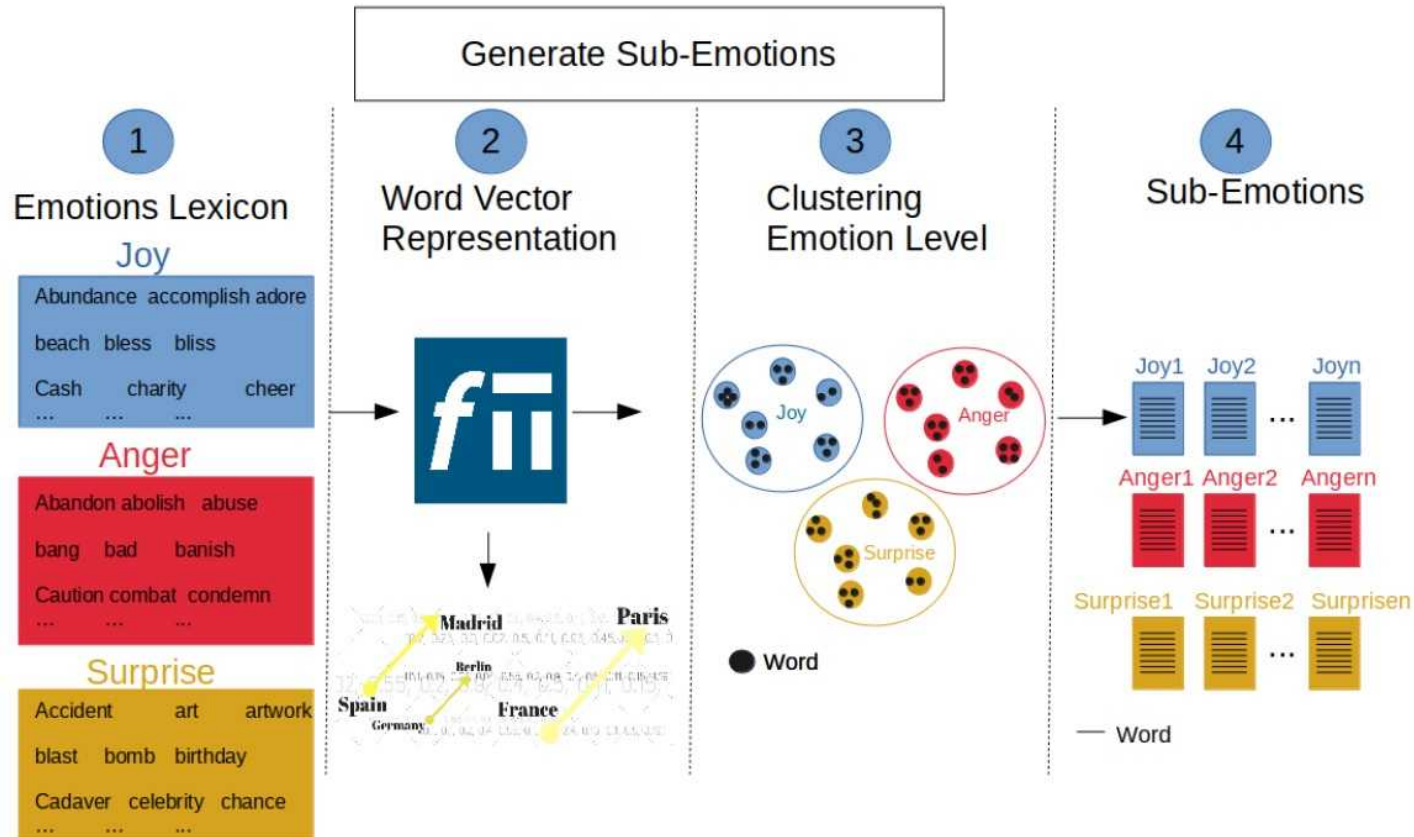 Generate Sub-Emotions
1
Emotions Lexicon
Joy
Abundance accomplish adore
beach bless bliss
Cash charity cheer
... ... ...
Anger
Abandon abolish abuse
bang bad banish
Caution combat condemn
... ... ...
Surprise
Accident art artwork
blast bomb birthday
Cadaver celebrity chance
... ... ...
2
Word Vector
Representation
Madrid
Paris
Berlin
Spain
Germany
France
3
Clustering
Emotion Level
Joy
Anger
Surprise
Word
4
Sub-Emotions
Joy1 Joy2 ... Joyn
Anger1 Anger2 ... Angern
Surprise1 Surprise2 ... Surprisen
Word